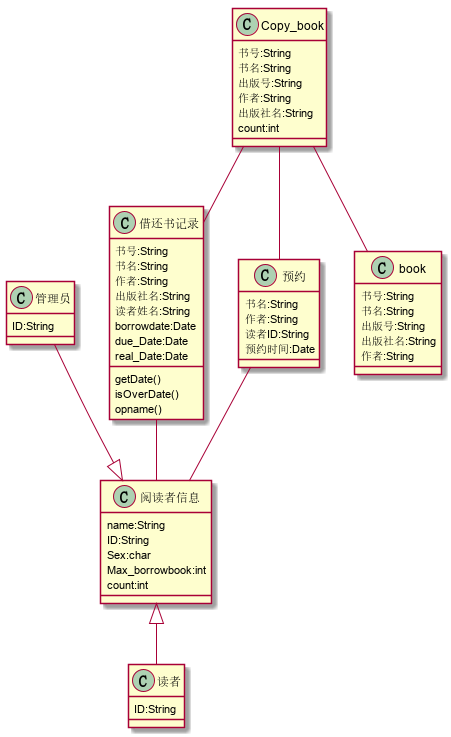 C Copy_book
书号:String
书名:String
出版号:String
作者:String
出版社名:String
count:int
C 借还书记录
书号:String
书名:String
作者:String
出版社名:String
读者姓名:String
borrowdate:Date
due_Date:Date
real_Date:Date
getDate()
isOverDate()
opname()
C 预约
书名:String
作者:String
读者ID:String
预约时间:Date
C book
书号:String
书名:String
出版号:String
出版社名:String
作者:String
C 管理员
ID:String
C 阅读者信息
name:String
ID:String
Sex:char
Max_borrowbook:int
count:int
C 读者
ID:String